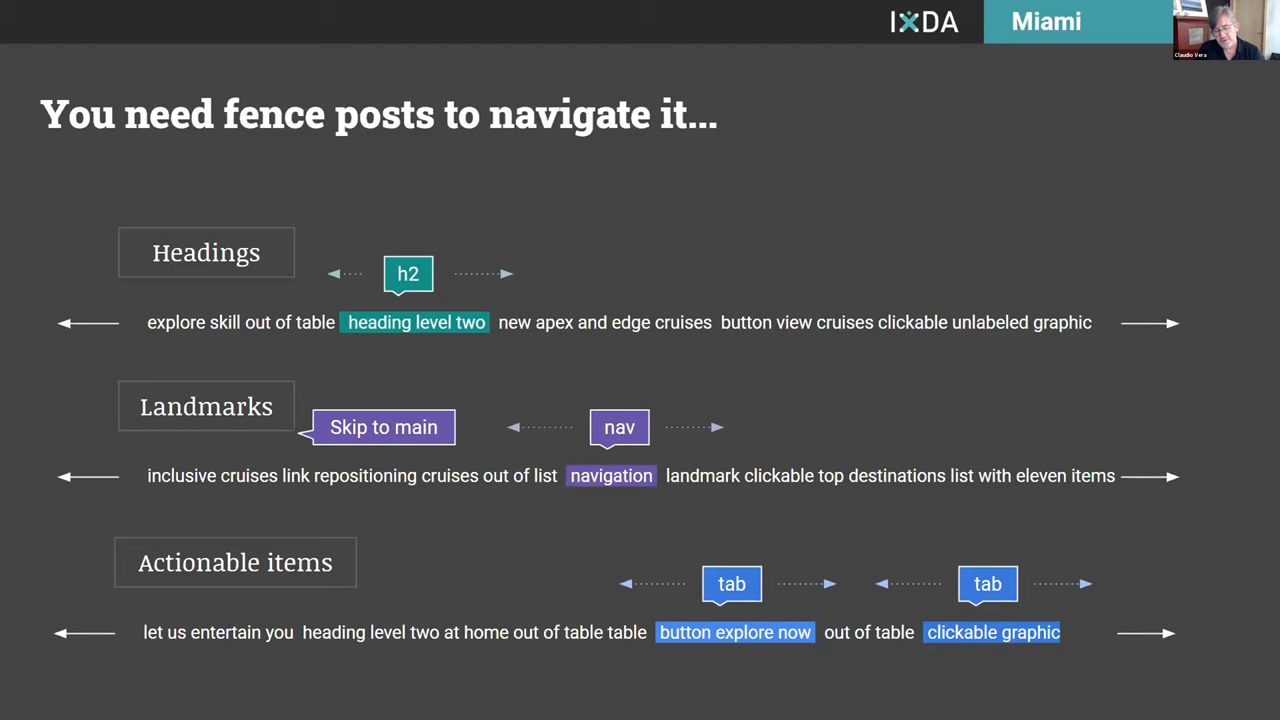 IXDA
Miami
Claudio Vera
You need fence posts to navigate it...
Headings
h2
explore skill out of table heading level two new apex and edge cruises button view cruises clickable unlabeled graphic
Landmarks
Skip to main
nav
inclusive cruises link repositioning cruises out of list navigation landmark clickable top destinations list with eleven items
Actionable items
tab
tab
let us entertain you heading level two at home out of table table button explore now out of table clickable graphic